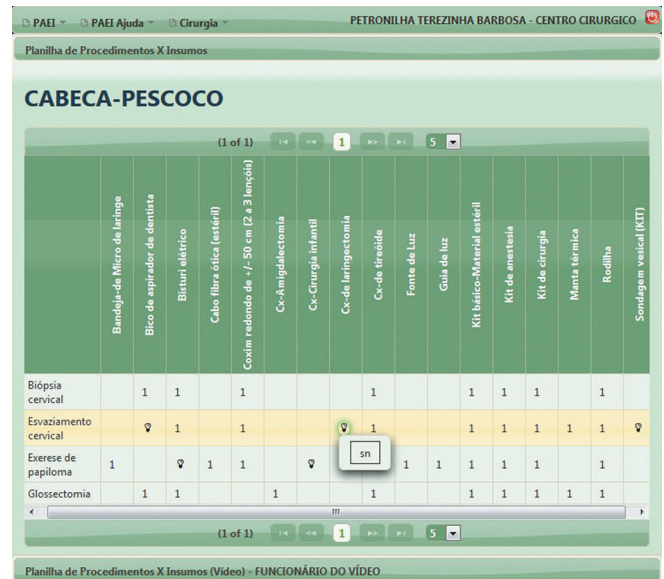 PAEI PAEI Ajuda Cirurgia PETRONILHA TEREZINHA BARBOSA - CENTRO CIRURGICO
Planilha de Procedimentos X Insumos
CABECA-PESCOCO
(1 of 1) 1 5
Bandeja-de Micro de laringe
Bico de aspirador de dentista
Bisturi elétrico
Cabo fibra ótica (estéril)
Coxim redondo de +/- 50 cm (2 a 3 lençóis)
Cx-Amigdalectomia
Cx-Cirurgia infantil
Cx-de laringectomia
Cx-de tireóide
Fonte de Luz
Guia de luz
Kit básico-Material estéril
Kit de anestesia
Kit de cirurgia
Manta térmica
Rodilha
Sondagem vesical (KIT)
Biópsia
cervical 1 1 1 1 1 1 1 1
Esvaziamento
cervical 1 1 1 1 1 1 1 1
sn
Exerese de
papiloma 1 1 1 1 1 1 1 1 1
Glossectomia 1 1 1 1 1 1 1 1 1
(1 of 1) 1 5
Planilha de Procedimentos X Insumos (Vídeo) - FUNCIONÁRIO DO VÍDEO